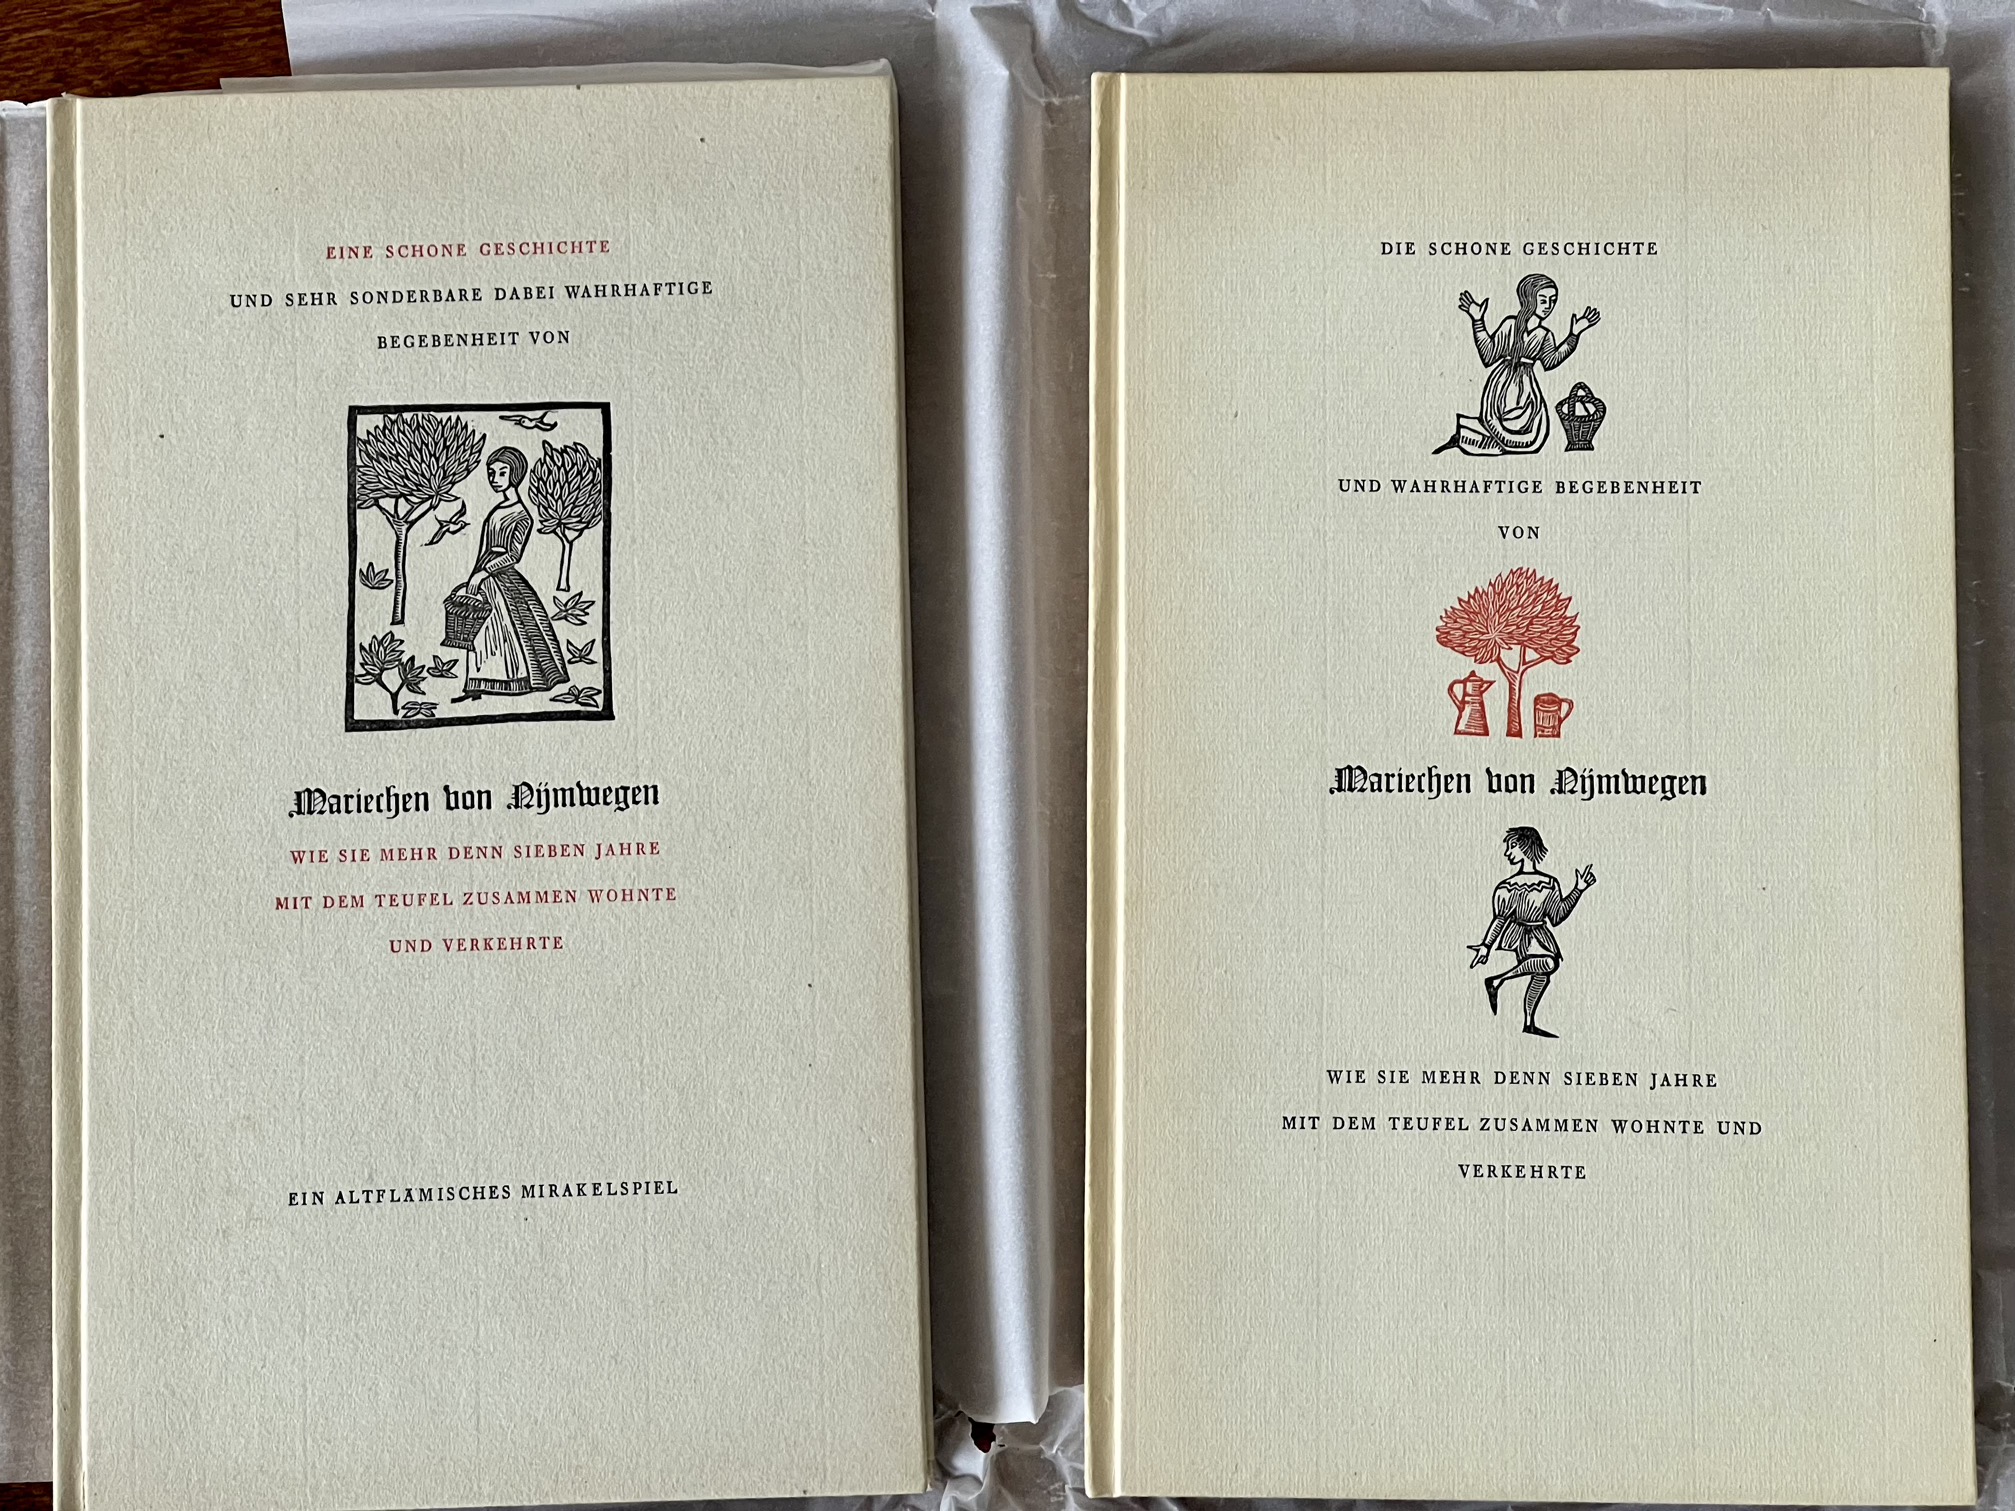 EINE SCHONE GESCHICHTE
UND SEHR SONDERBARE DABEI WAHRHAFTIGE
BEGEBENHEIT VON
Mariechen von Nijmwegen
WIE SIE MEHR DENN SIEBEN JAHRE
MIT DEM TEUFEL ZUSAMMEN WOHNTE
UND VERKEHRTE
EIN ALTFLÄMISCHES MIRAKELSPIEL
DIE SCHONE GESCHICHTE
UND WAHRHAFTIGE BEGEBENHEIT
VON
Mariechen von Nijmwegen
WIE SIE MEHR DENN SIEBEN JAHRE
MIT DEM TEUFEL ZUSAMMEN WOHNTE UND
VERKEHRTE